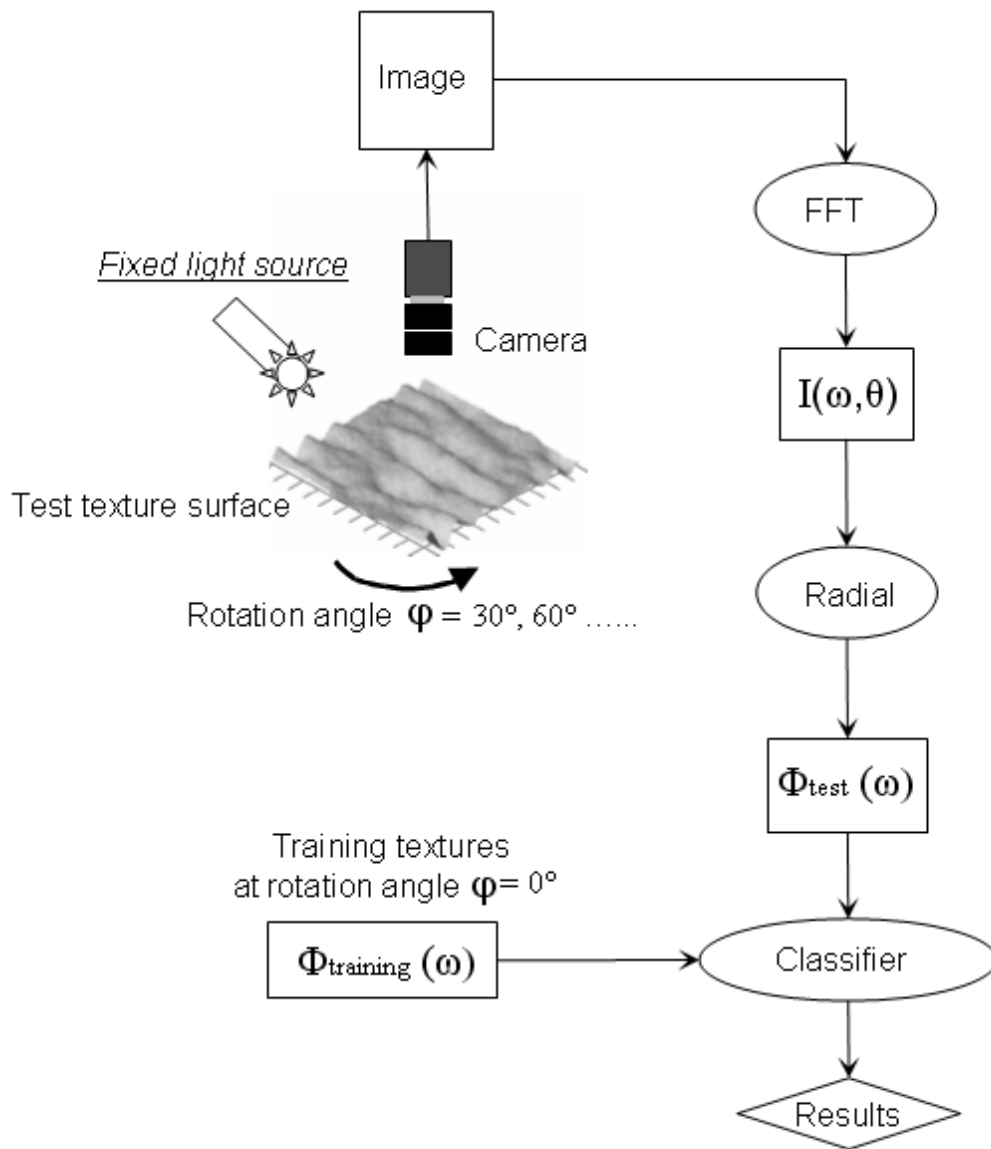 Image
FFT
Fixed light source
Camera
I(ω,θ)
Test texture surface
Radial
Rotation angle φ = 30°, 60° ......
Φtest (ω)
Training textures
at rotation angle φ= 0°
Φtraining (ω)
Classifier
Results